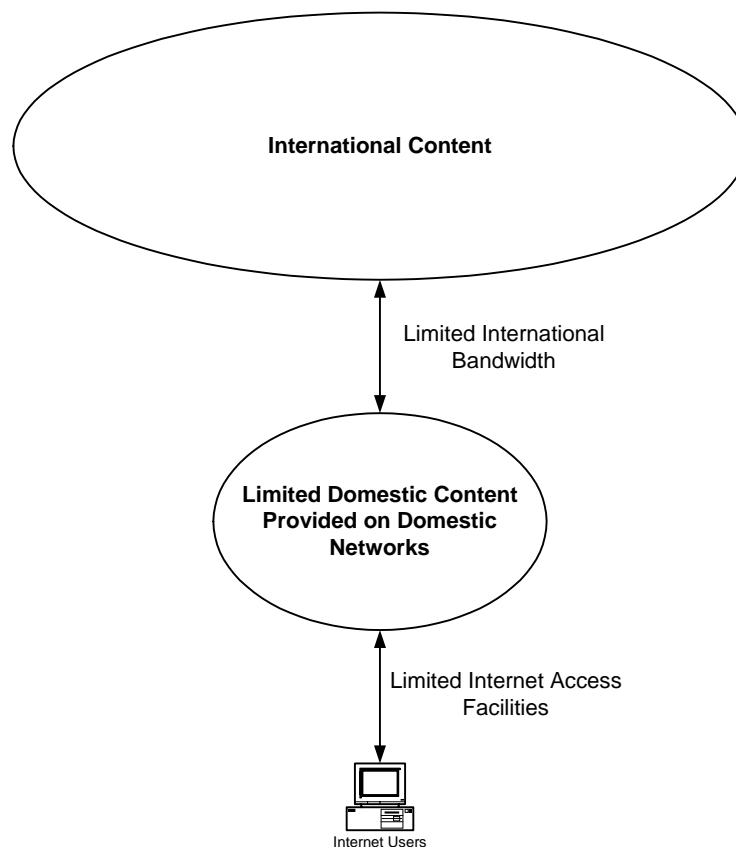 International Content
Limited International
Bandwidth
Limited Domestic Content
Provided on Domestic
Networks
Limited Internet Access
Facilities
Internet Users